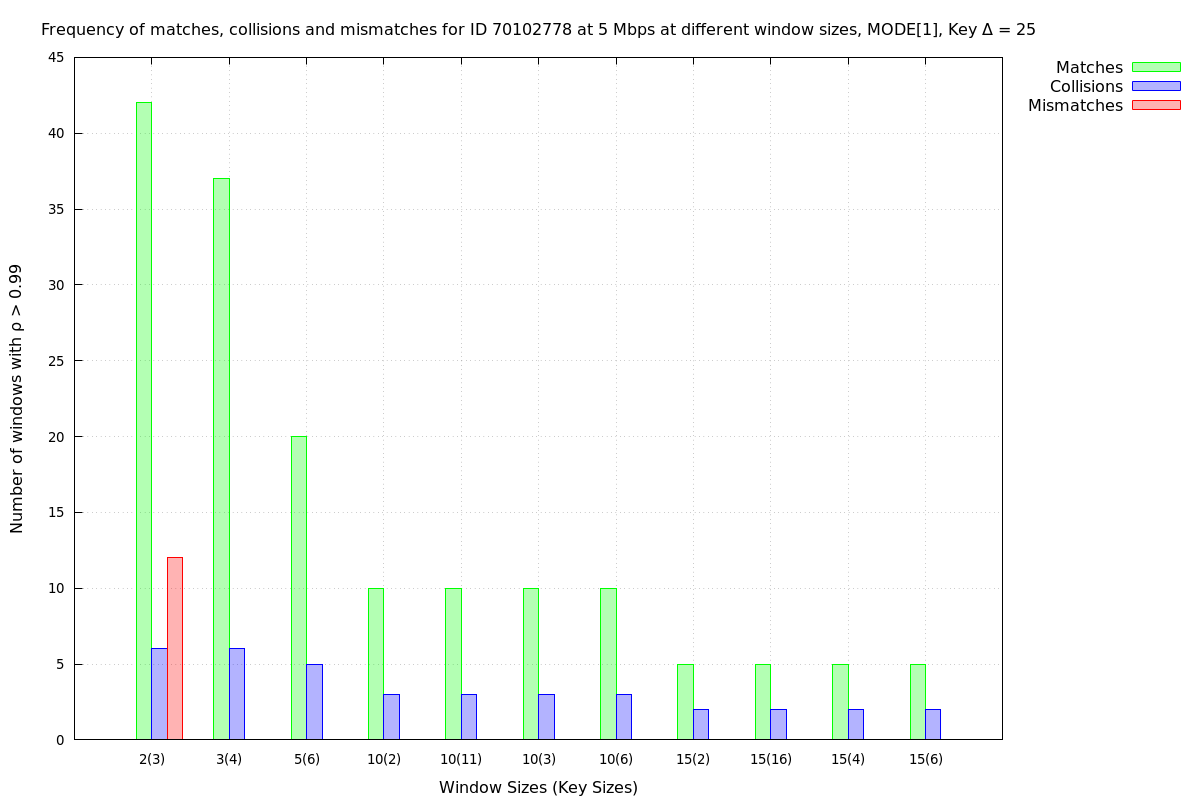 Frequency of matches, collisions and mismatches for ID 70102778 at 5 Mbps at different window sizes, MODE[1], Key Δ = 25
Matches
Collisions
Mismatches
Number of windows with ρ > 0.99
45
40
35
30
25
20
15
10
5
0
2(3) 3(4) 5(6) 10(2) 10(11) 10(3) 10(6) 15(2) 15(16) 15(4) 15(6)
Window Sizes (Key Sizes)